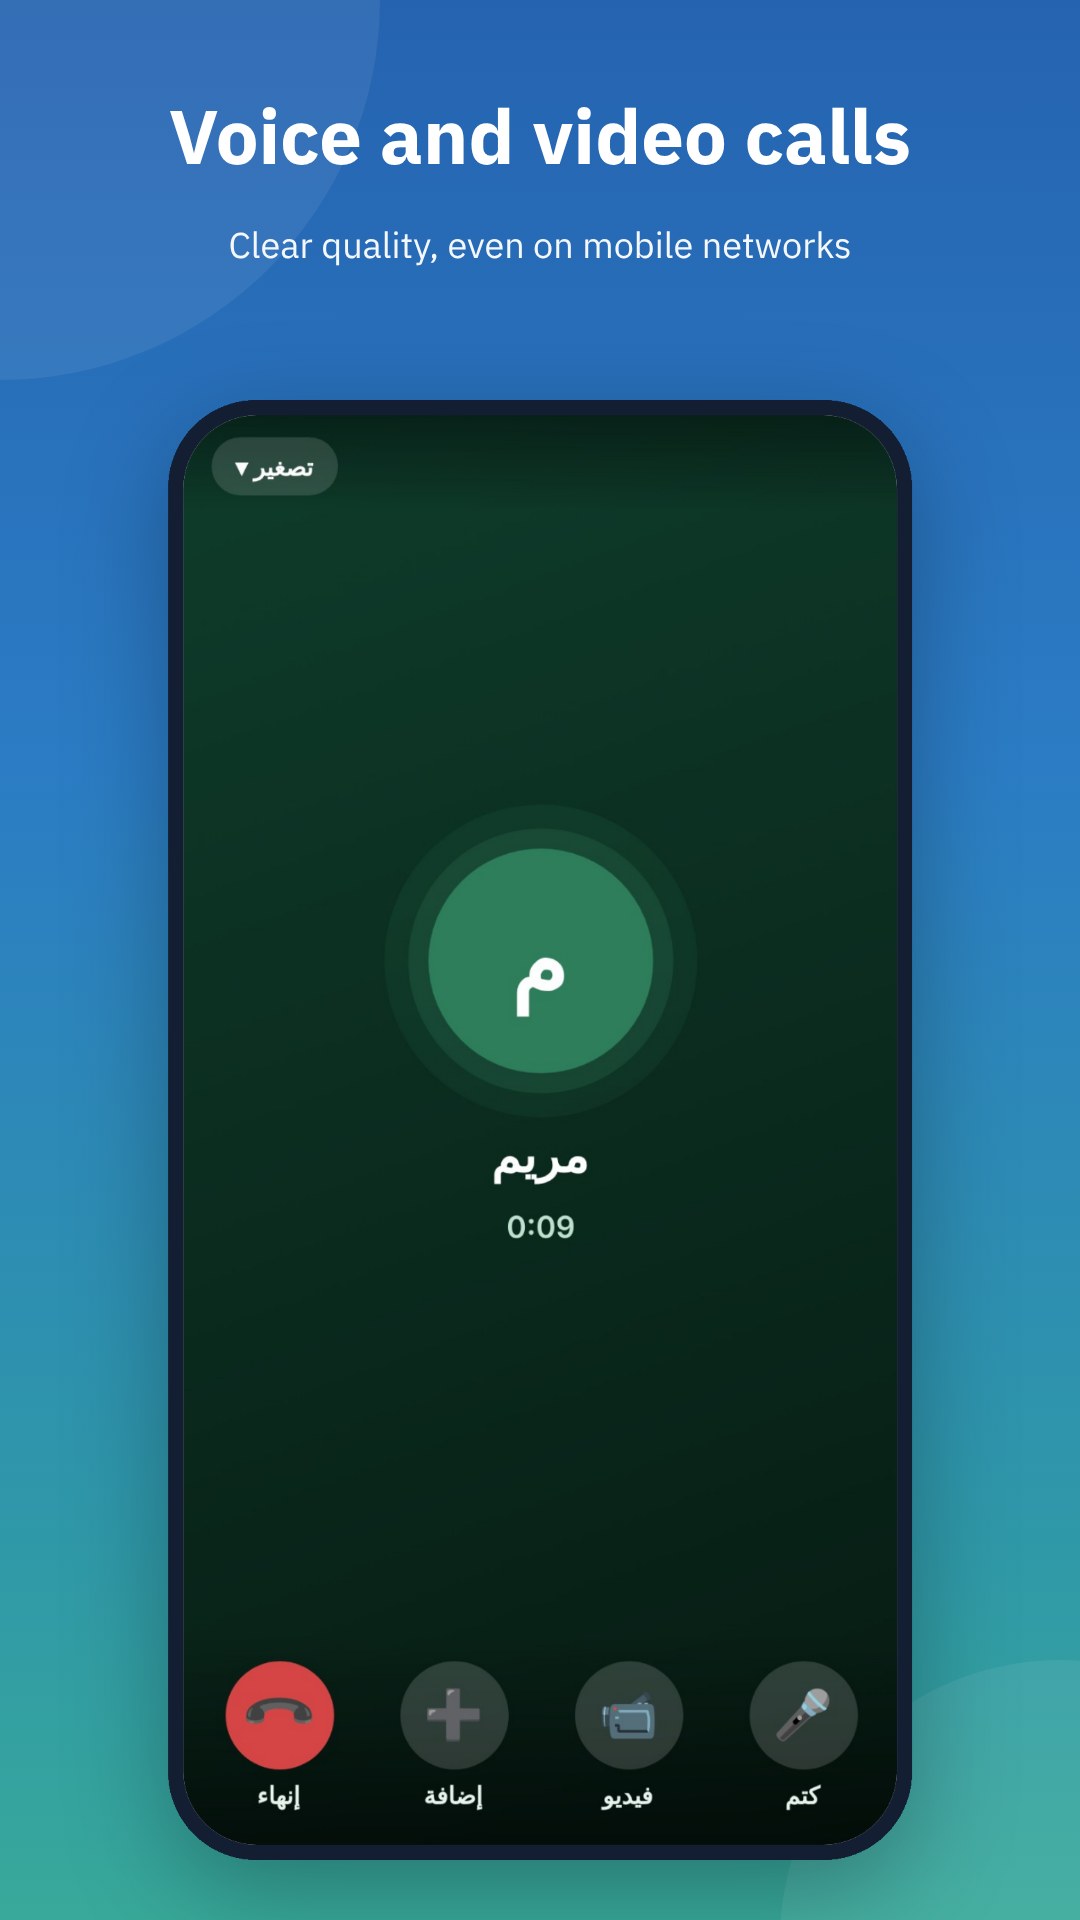 Voice and video calls
Clear quality, even on mobile networks
تصغير ▾
م
مريم
0:09
كتم
فيديو
إضافة
إنهاء